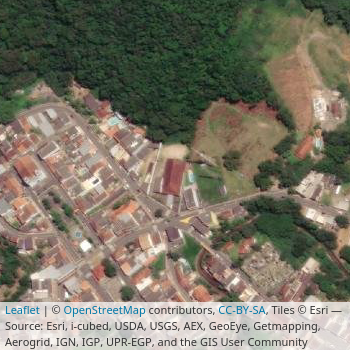 Leaflet | © OpenStreetMap contributors, CC-BY-SA, Tiles © Esri —
Source: Esri, i-cubed, USDA, USGS, AEX, GeoEye, Getmapping,
Aerogrid, IGN, IGP, UPR-EGP, and the GIS User Community